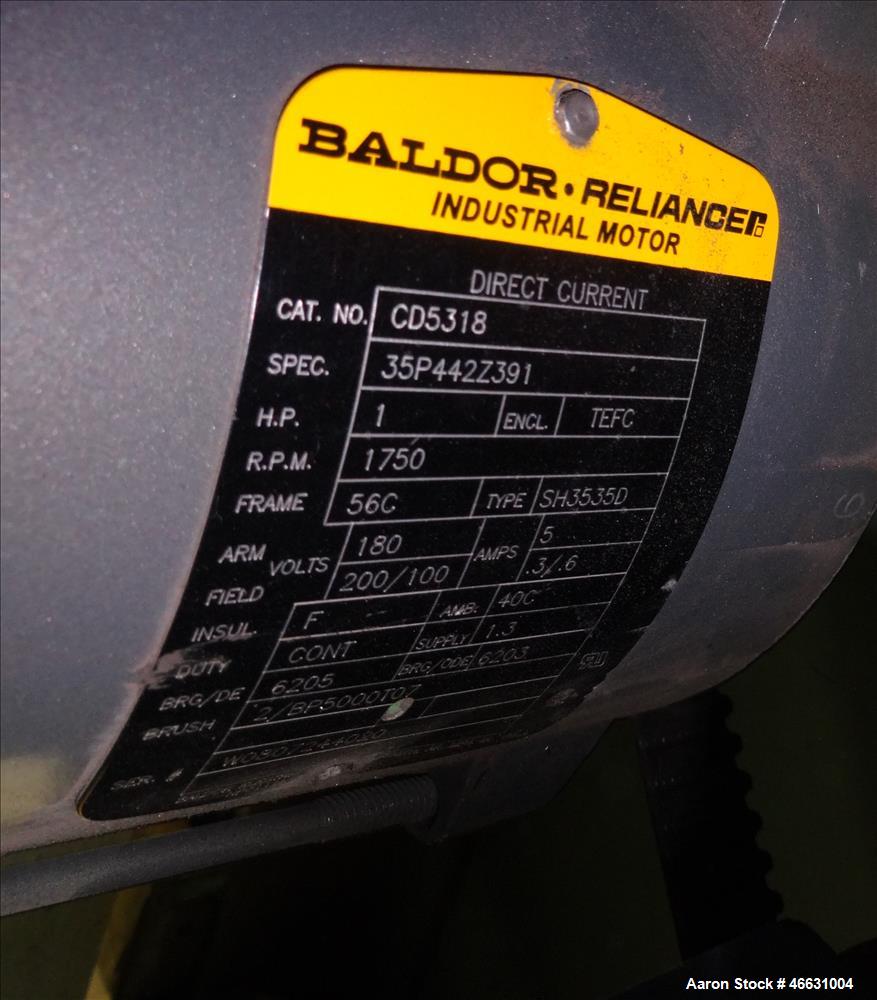 BALDOR • RELIANCE
INDUSTRIAL MOTOR
DIRECT CURRENT
CAT. NO. CD5318
SPEC. 35P442Z391
H.P. 1 ENCL. TEFC
R.P.M. 1750
FRAME 56C TYPE SH3535D
ARM VOLTS 180 AMPS 5
FIELD 200/100 .3/.6
INSUL. F AMB: 40C
DUTY CONT SUPPLY 1.3
BRG/DE 6205 BRG/ODE 6203
BRUSH 2/BP5000T07
SER. #
Aaron Stock # 46631004